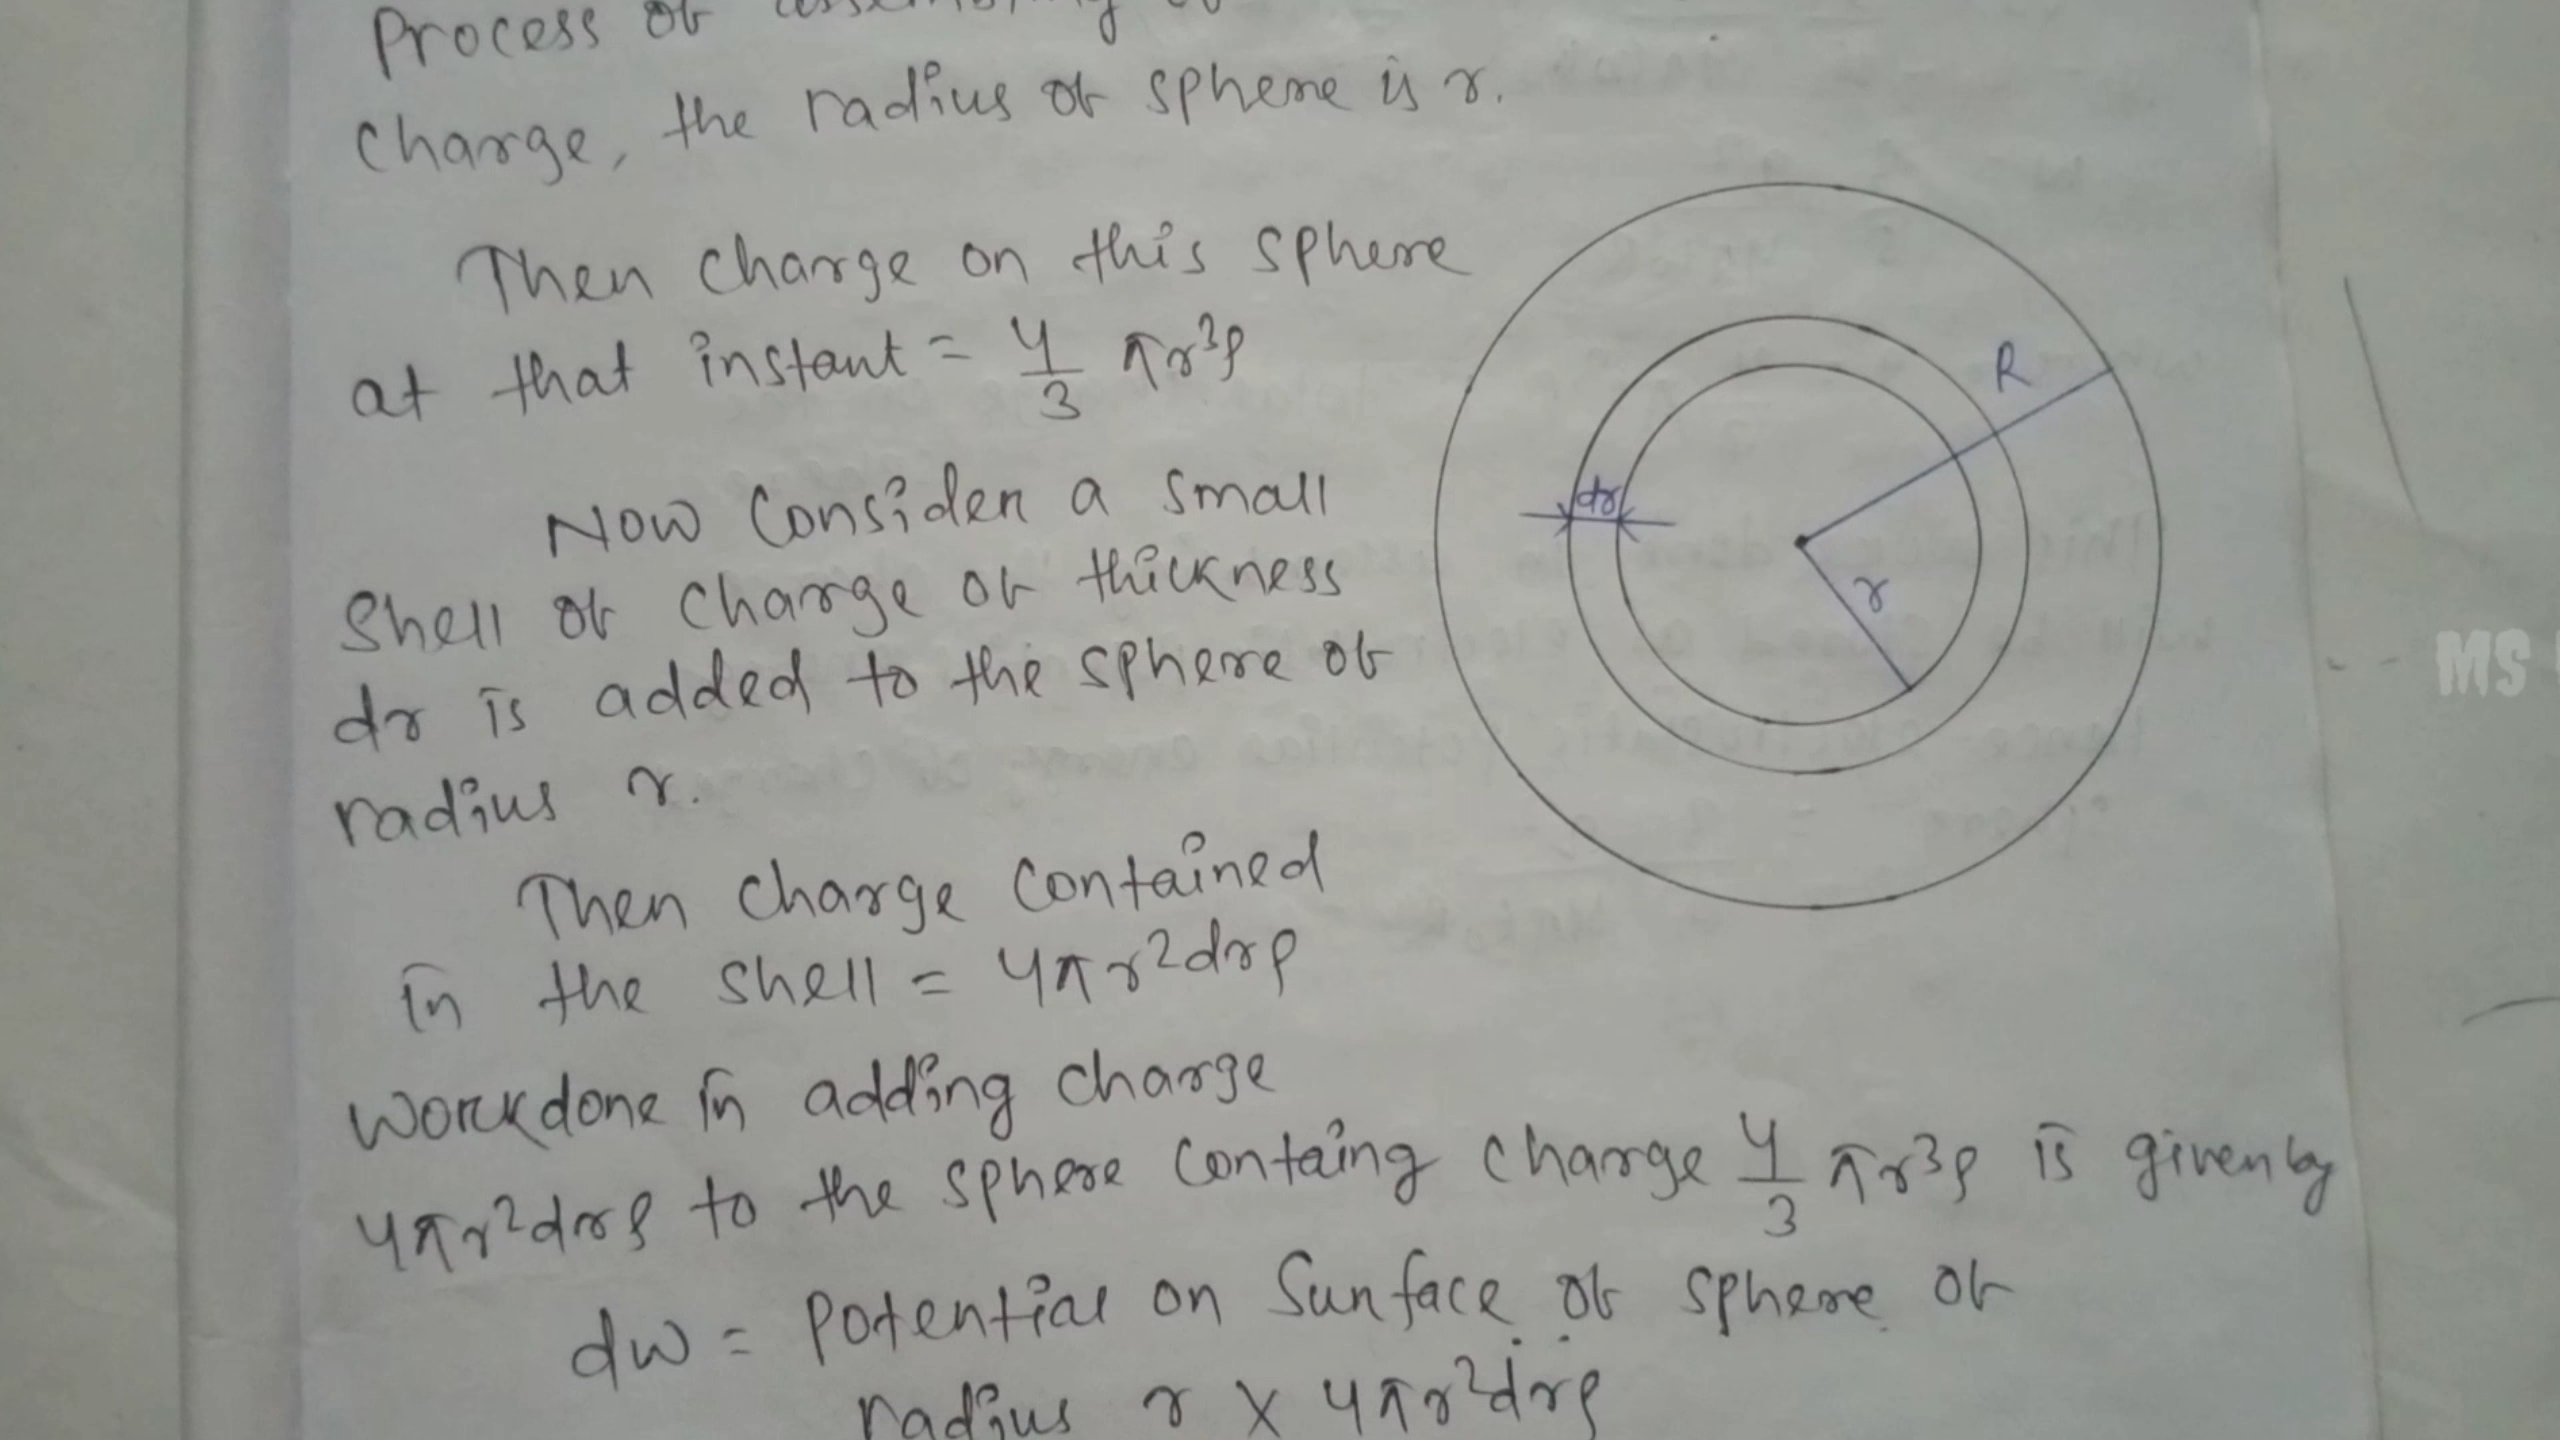 Process of assembling of
charge, the radius of sphere is r.
Then charge on this sphere
at that instant = 4/3 πr³ρ
Now Consider a small
Shell of charge of thickness
dr is added to the sphere of
radius r.
Then charge Contained
in the shell = 4πr²drρ
Workdone in adding charge
4πr²drρ to the sphere Containg charge 4/3 πr³ρ is given by
dw = Potential on Surface of sphere of
radius r x 4πr²drρ
R
dr
r
MS